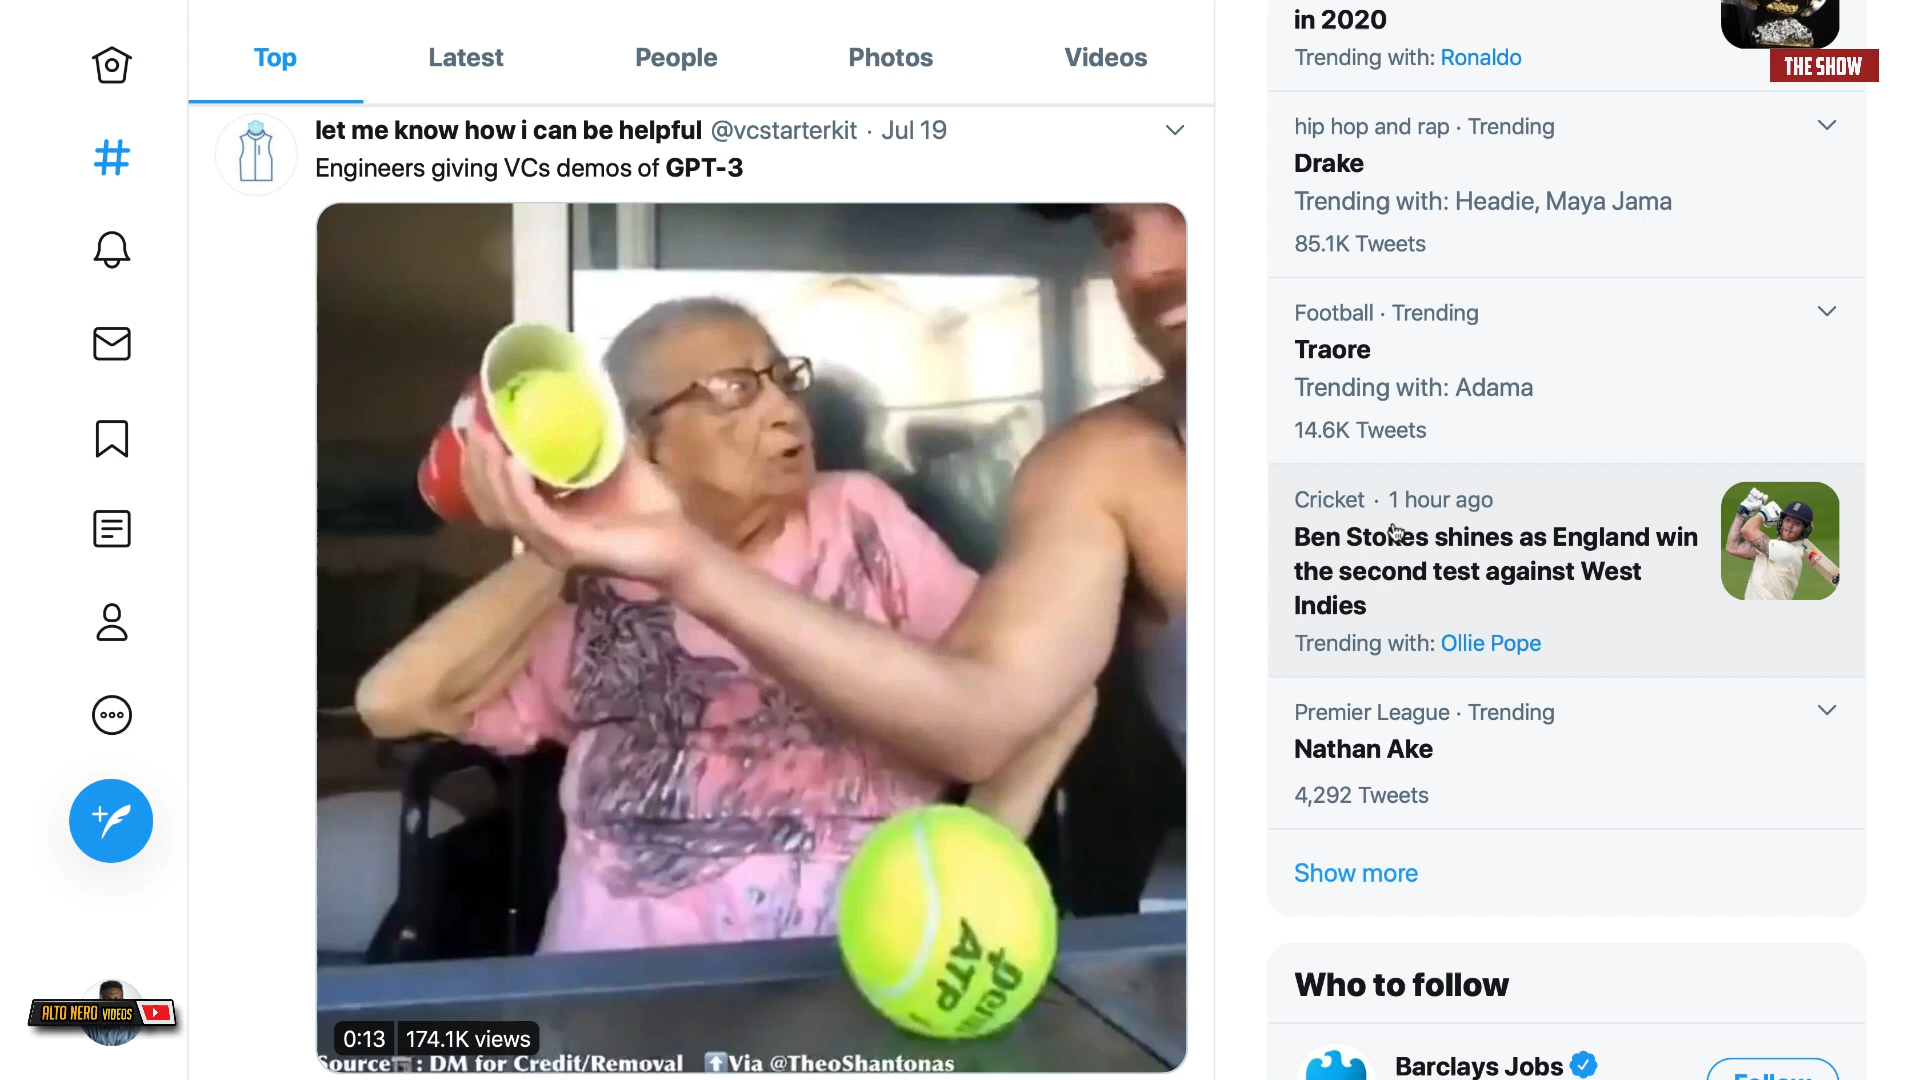 Top
Latest
People
Photos
Videos
let me know how i can be helpful @vcstarterkit · Jul 19
Engineers giving VCs demos of GPT-3
Penn
ATP
0:13
174.1K views
Source : DM for Credit/Removal
Via @TheoShantonas
in 2020
Trending with: Ronaldo
THE SHOW
hip hop and rap · Trending
Drake
Trending with: Headie, Maya Jama
85.1K Tweets
Football · Trending
Traore
Trending with: Adama
14.6K Tweets
Cricket · 1 hour ago
Ben Stokes shines as England win
the second test against West
Indies
Trending with: Ollie Pope
Premier League · Trending
Nathan Ake
4,292 Tweets
Show more
Who to follow
Barclays Jobs
Follow
ALTO NERO VIDEOS